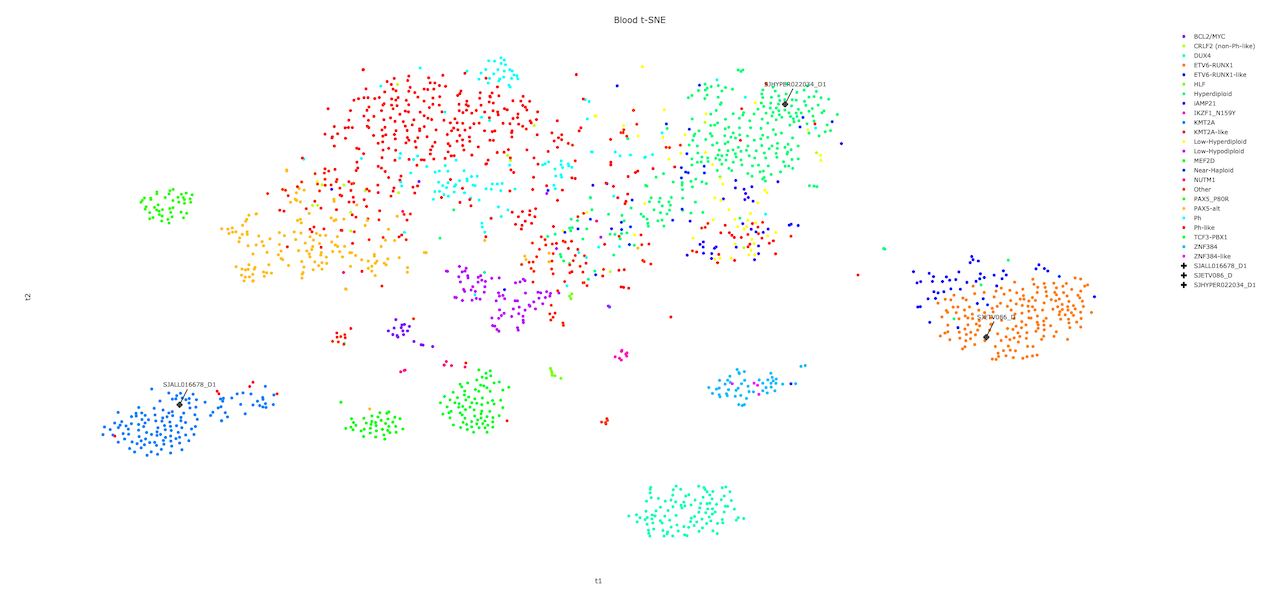 Blood t-SNE
BCL2/MYC
CRLF2 (non-Ph-like)
DUX4
ETV6-RUNX1
ETV6-RUNX1-like
HLF
Hyperdiploid
iAMP21
IKZF1_N159Y
KMT2A
KMT2A-like
Low-Hyperdiploid
Low-Hypodiploid
MEF2D
Near-Haploid
NUTM1
Other
PAX5_P80R
PAX5-alt
Ph
Ph-like
TCF3-PBX1
ZNF384
ZNF384-like
SJALL016678_D1
SJETV086_D
SJHYPER022034_D1
SJHYPER022034_D1
t2
SJETV086_D
SJALL016678_D1
t1